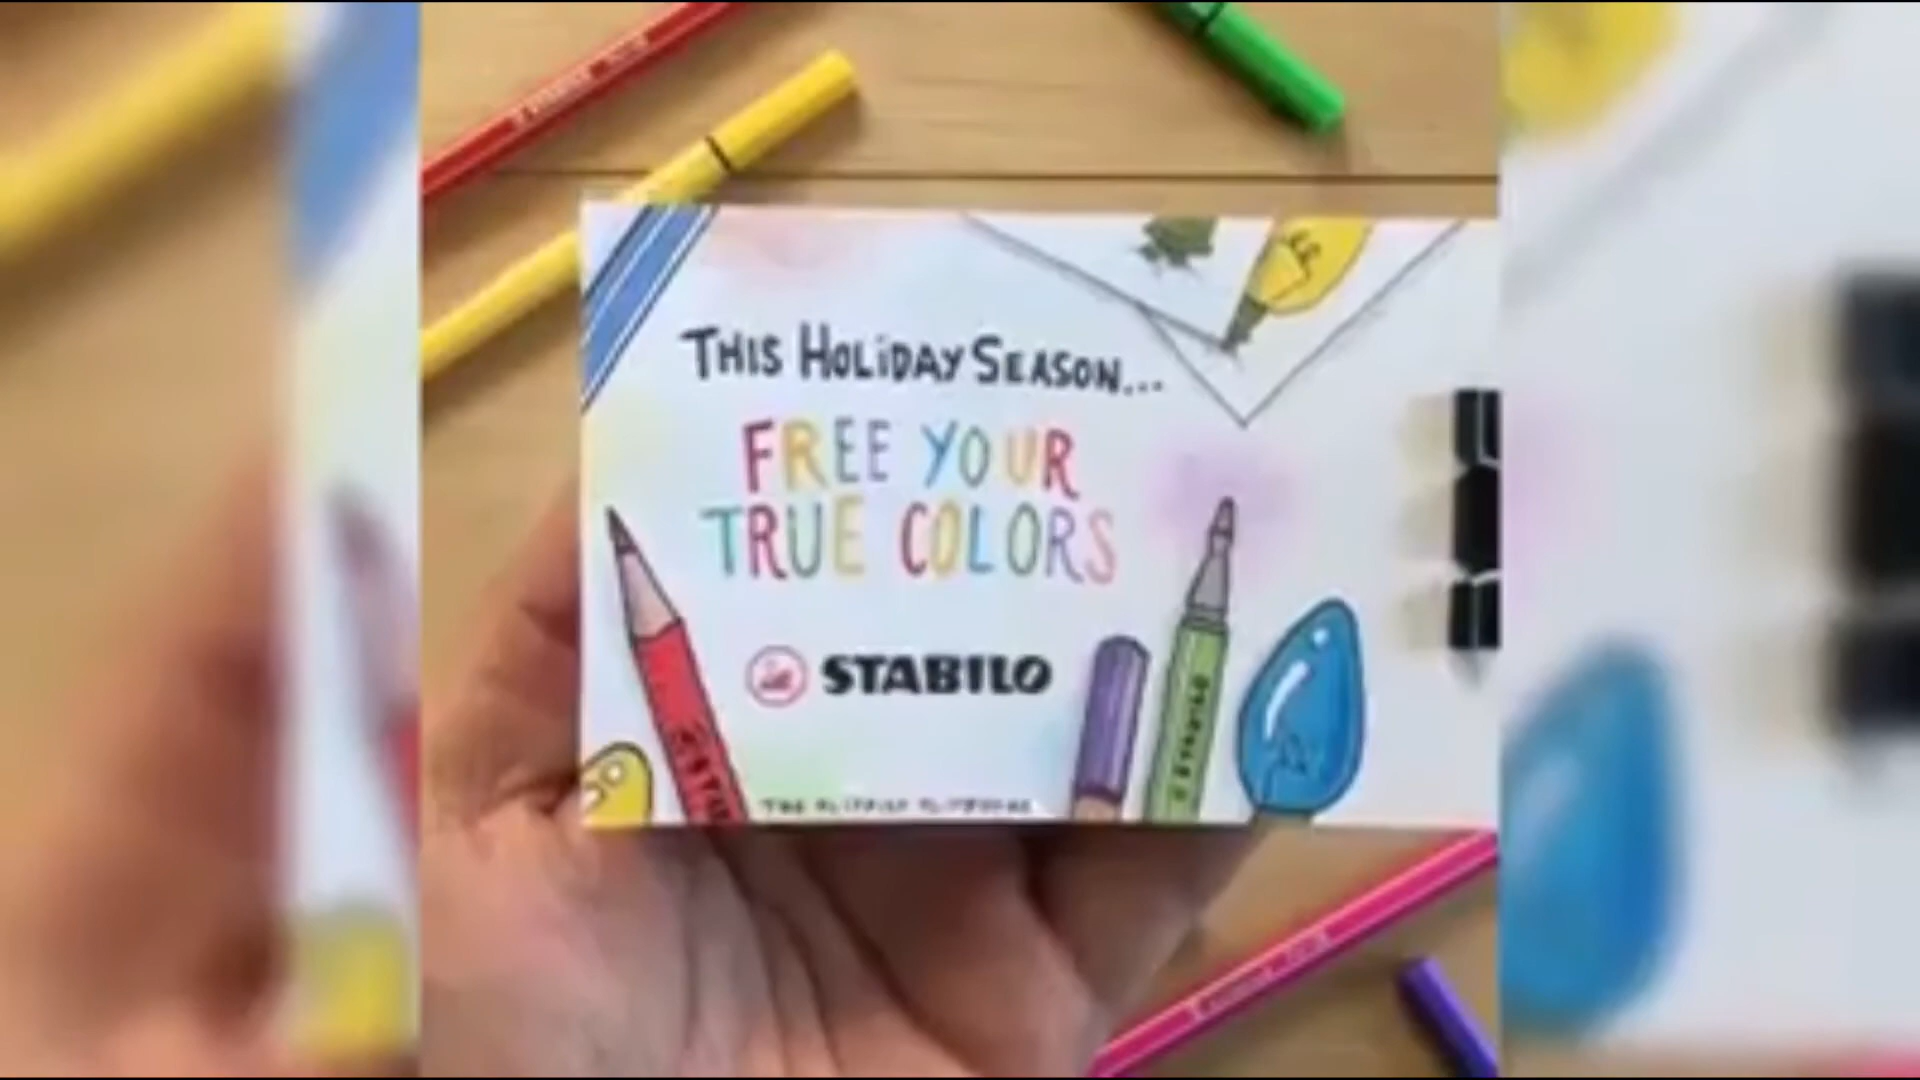 THIS HOLiDAY SEASON...
FREE YOUR
TRUE COLORS
STABILO